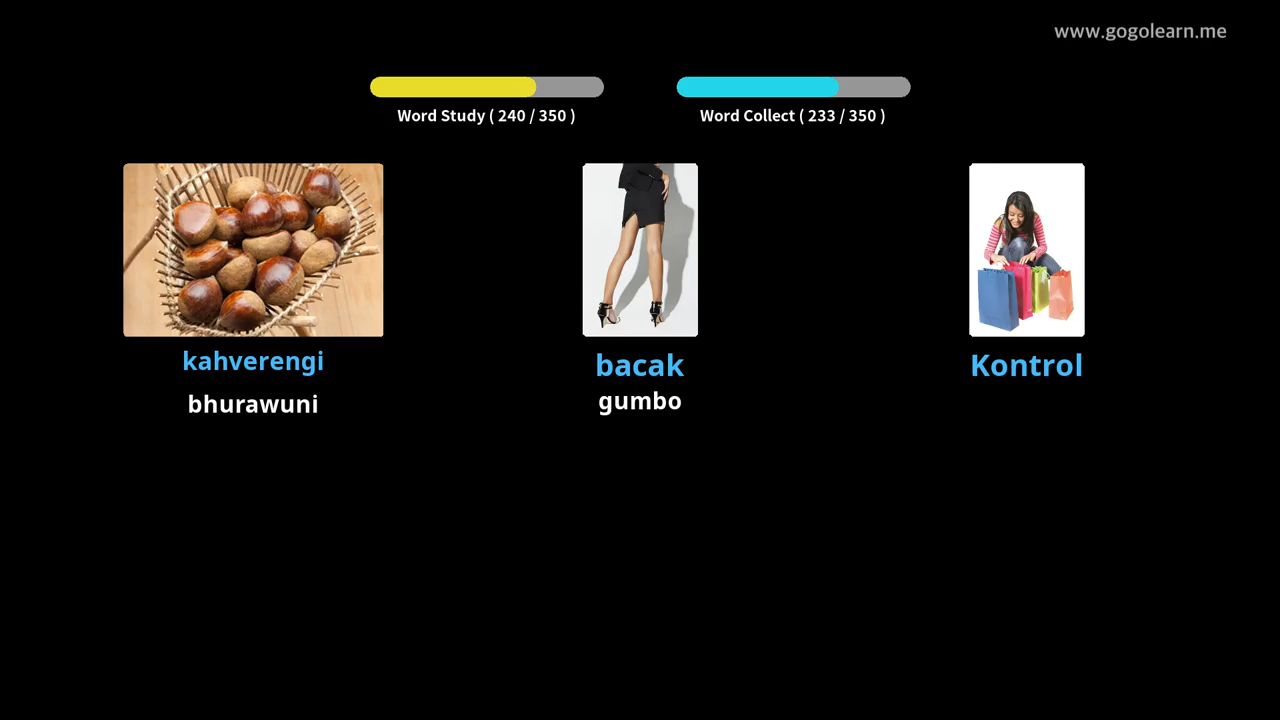 www.gogolearn.me
Word Study ( 240 / 350 )
Word Collect ( 233 / 350 )
kahverengi
bacak
Kontrol
bhurawuni
gumbo